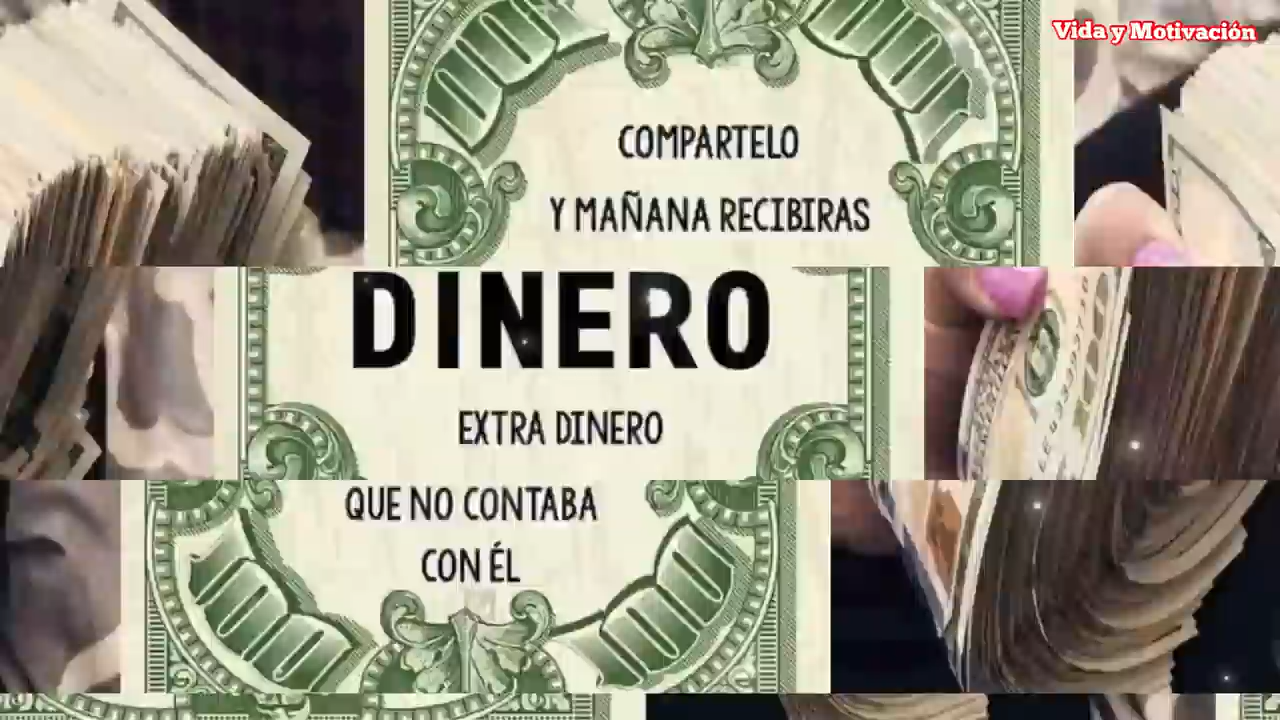 Vida y Motivación
COMPARTELO
Y MAÑANA RECIBIRAS
DINERO
EXTRA DINERO
QUE NO CONTABA
CON ÉL